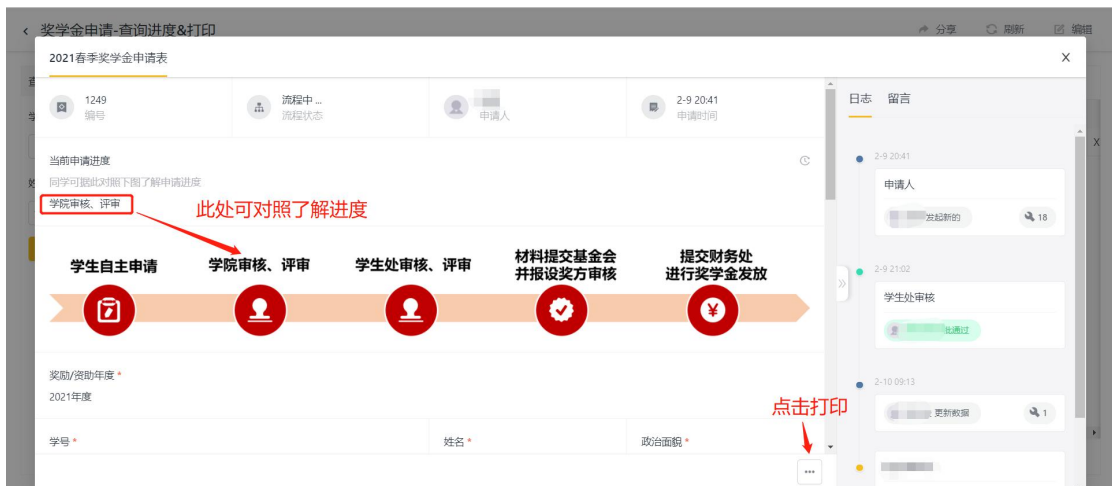 奖学金申请-查询进度&打印
分享
刷新
编辑
2021春季奖学金申请表
X
1249
编号
流程中 ...
流程状态
申请人
2-9 20:41
申请时间
当前申请进度
同学可据此对照下图了解申请进度
学院审核、评审
此处可对照了解进度
学生自主申请
学院审核、评审
学生处审核、评审
材料提交基金会
并报设奖方审核
提交财务处
进行奖学金发放
奖励/资助年度 *
2021年度
学号 *
姓名 *
政治面貌 *
点击打印
...
日志
留言
X
2-9 20:41
申请人
发起新的
18
2-9 21:02
学生处审核
批通过
2-10 09:13
更新数据
1